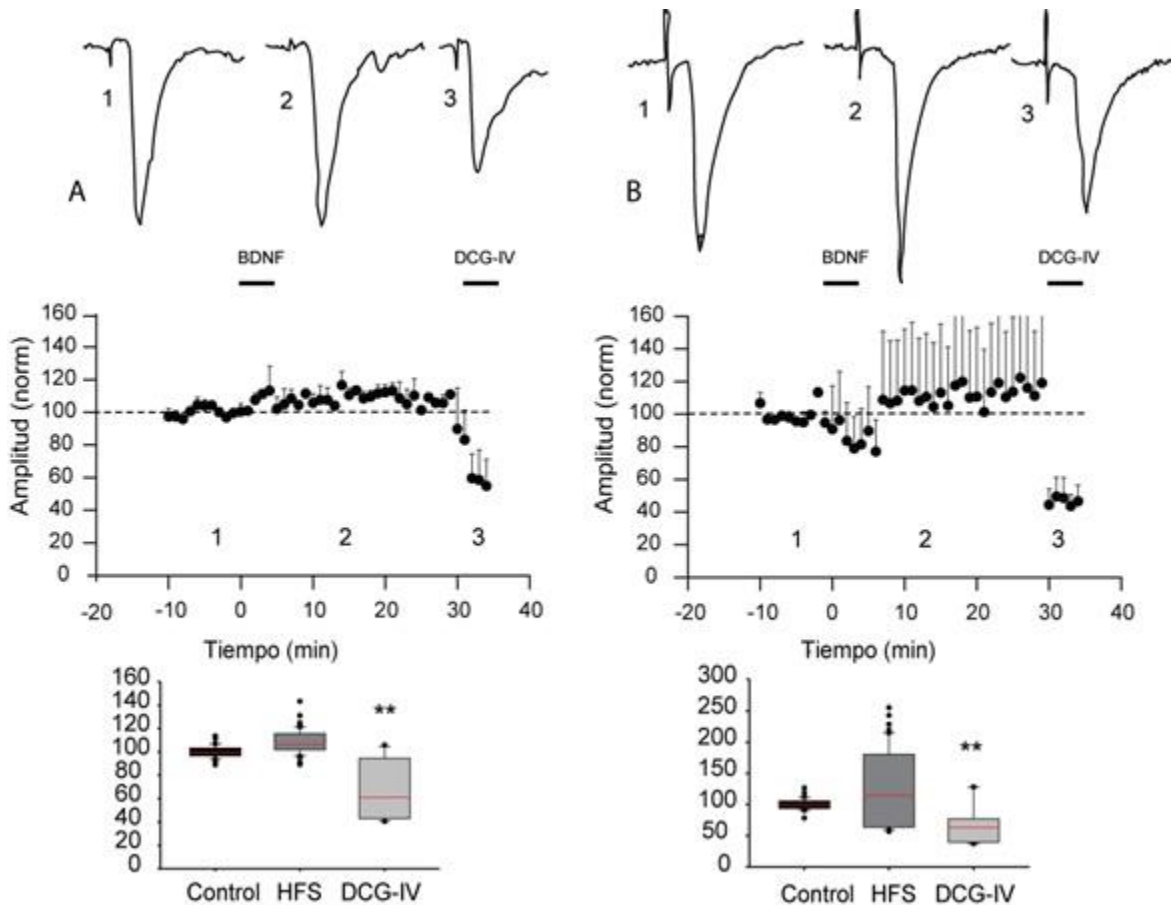 1 2 3
A
BDNF DCG-IV
160
140
120
100
80
60
40
20
0
Amplitud (norm)
1 2 3
-20 -10 0 10 20 30 40
Tiempo (min)
160
140
120
100
80
60
40
20
0
**
Control HFS DCG-IV
1 2 3
B
BDNF DCG-IV
160
140
120
100
80
60
40
20
0
Amplitud (norm)
1 2 3
-20 -10 0 10 20 30 40
Tiempo (min)
300
250
200
150
100
50
0
**
Control HFS DCG-IV